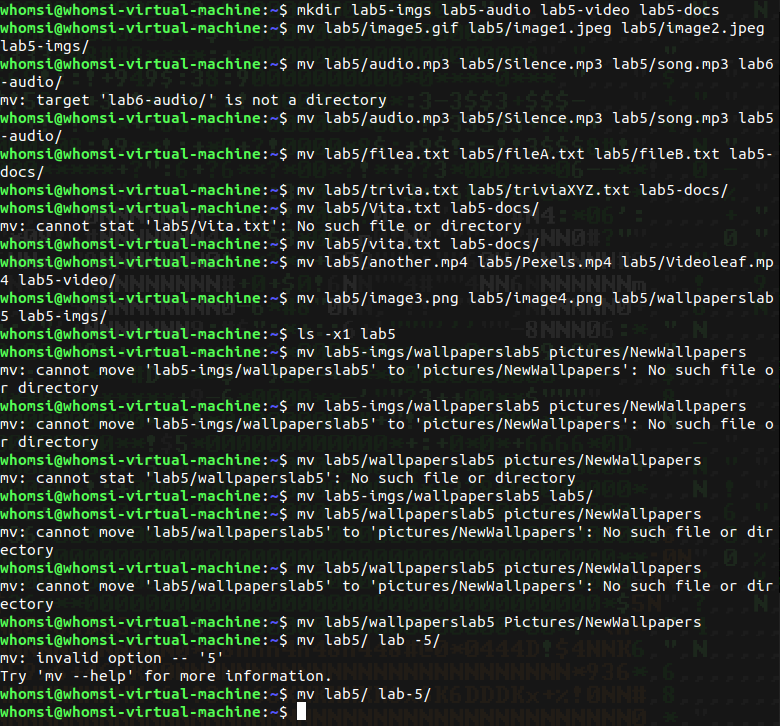 whomsi@whomsi-virtual-machine:~$ mkdir lab5-imgs lab5-audio lab5-video lab5-docs
whomsi@whomsi-virtual-machine:~$ mv lab5/image5.gif lab5/image1.jpeg lab5/image2.jpeg
lab5-imgs/
whomsi@whomsi-virtual-machine:~$ mv lab5/audio.mp3 lab5/Silence.mp3 lab5/song.mp3 lab6
-audio/
mv: target 'lab6-audio/' is not a directory
whomsi@whomsi-virtual-machine:~$ mv lab5/audio.mp3 lab5/Silence.mp3 lab5/song.mp3 lab5
-audio/
whomsi@whomsi-virtual-machine:~$ mv lab5/filea.txt lab5/fileA.txt lab5/fileB.txt lab5-
docs/
whomsi@whomsi-virtual-machine:~$ mv lab5/trivia.txt lab5/triviaXYZ.txt lab5-docs/
whomsi@whomsi-virtual-machine:~$ mv lab5/Vita.txt lab5-docs/
mv: cannot stat 'lab5/Vita.txt': No such file or directory
whomsi@whomsi-virtual-machine:~$ mv lab5/vita.txt lab5-docs/
whomsi@whomsi-virtual-machine:~$ mv lab5/another.mp4 lab5/Pexels.mp4 lab5/Videoleaf.mp
4 lab5-video/
whomsi@whomsi-virtual-machine:~$ mv lab5/image3.png lab5/image4.png lab5/wallpaperslab
5 lab5-imgs/
whomsi@whomsi-virtual-machine:~$ ls -x1 lab5
whomsi@whomsi-virtual-machine:~$ mv lab5-imgs/wallpaperslab5 pictures/NewWallpapers
mv: cannot move 'lab5-imgs/wallpaperslab5' to 'pictures/NewWallpapers': No such file o
r directory
whomsi@whomsi-virtual-machine:~$ mv lab5-imgs/wallpaperslab5 pictures/NewWallpapers
mv: cannot move 'lab5-imgs/wallpaperslab5' to 'pictures/NewWallpapers': No such file o
r directory
whomsi@whomsi-virtual-machine:~$ mv lab5/wallpaperslab5 pictures/NewWallpapers
mv: cannot stat 'lab5/wallpaperslab5': No such file or directory
whomsi@whomsi-virtual-machine:~$ mv lab5-imgs/wallpaperslab5 lab5/
whomsi@whomsi-virtual-machine:~$ mv lab5/wallpaperslab5 pictures/NewWallpapers
mv: cannot move 'lab5/wallpaperslab5' to 'pictures/NewWallpapers': No such file or dir
ectory
whomsi@whomsi-virtual-machine:~$ mv lab5/wallpaperslab5 pictures/NewWallpapers
mv: cannot move 'lab5/wallpaperslab5' to 'pictures/NewWallpapers': No such file or dir
ectory
whomsi@whomsi-virtual-machine:~$ mv lab5/wallpaperslab5 Pictures/NewWallpapers
whomsi@whomsi-virtual-machine:~$ mv lab5/ lab -5/
mv: invalid option -- '5'
Try 'mv --help' for more information.
whomsi@whomsi-virtual-machine:~$ mv lab5/ lab-5/
whomsi@whomsi-virtual-machine:~$